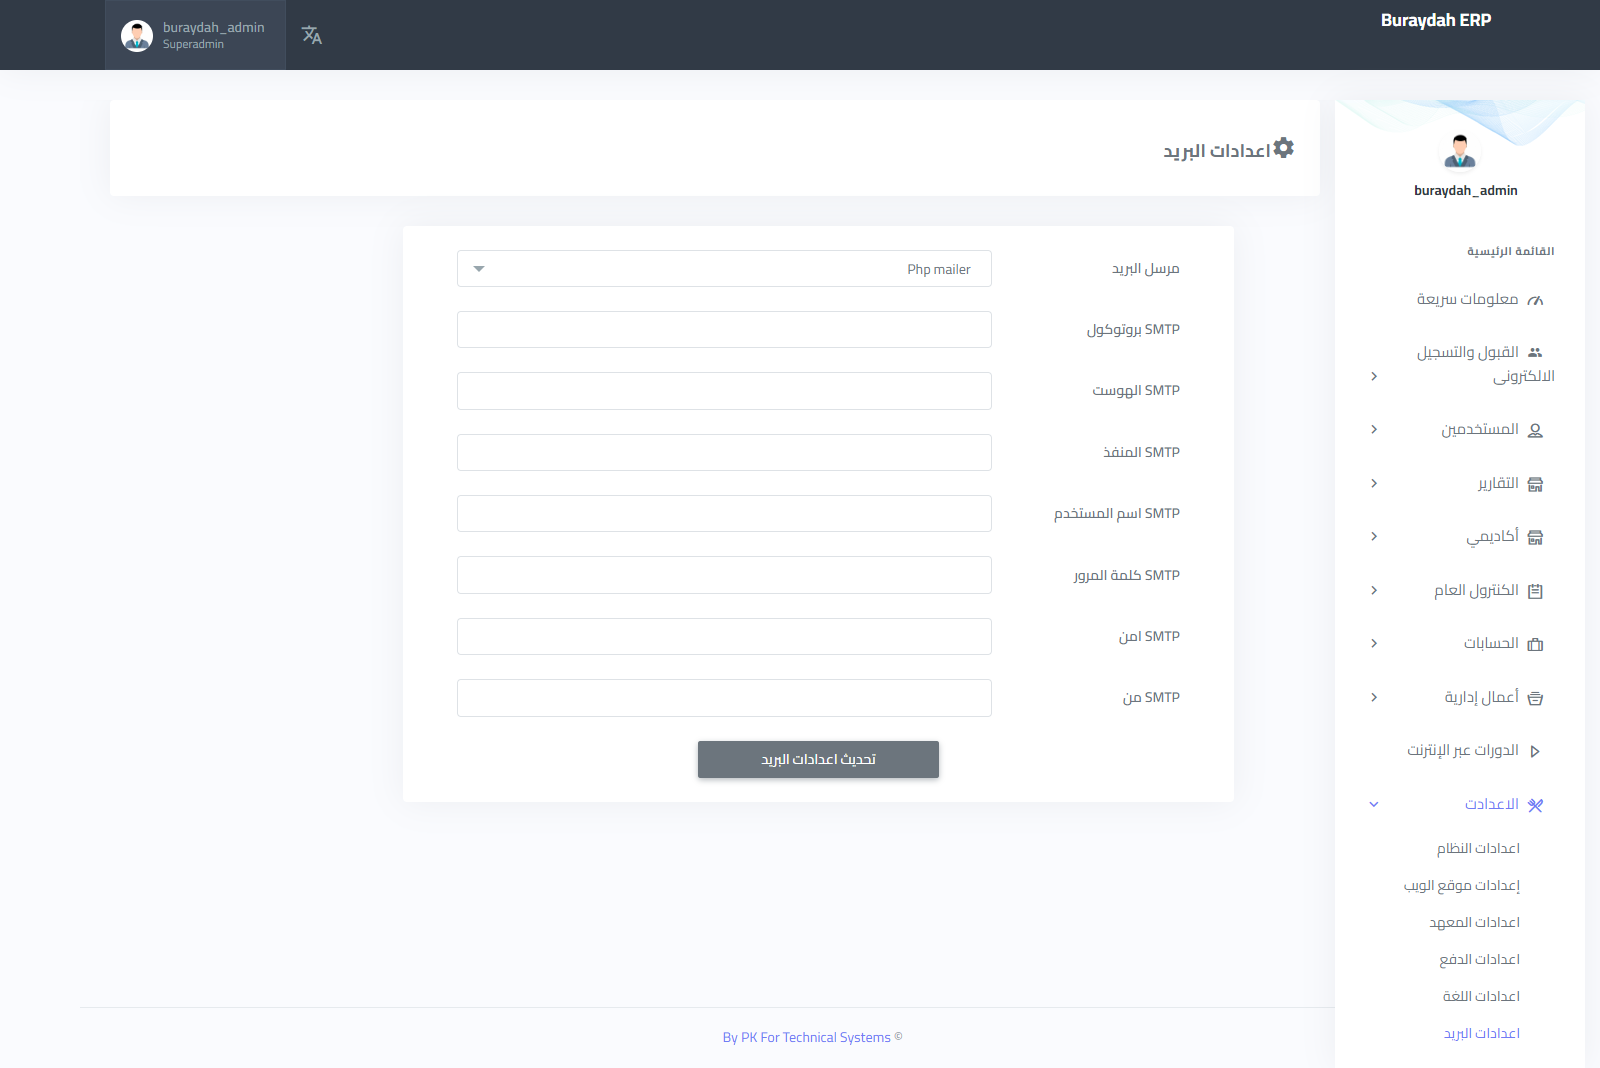 Buraydah ERP
buraydah_admin
Superadmin
buraydah_admin
القائمة الرئيسية
معلومات سريعة
القبول والتسجيل
الالكترونى
المستخدمين
التقارير
أكاديمي
الكنترول العام
الحسابات
أعمال إدارية
الدورات عبر الإنترنت
الاعدادت
اعدادات النظام
إعدادات موقع الويب
اعدادات المعهد
اعدادات الدفع
اعدادات اللغة
اعدادات البريد
اعدادات البريد
مرسل البريد
Php mailer
SMTP بروتوكول
SMTP الهوست
SMTP المنفذ
SMTP اسم المستخدم
SMTP كلمة المرور
SMTP امن
SMTP من
تحديث اعدادات البريد
By PK For Technical Systems ©